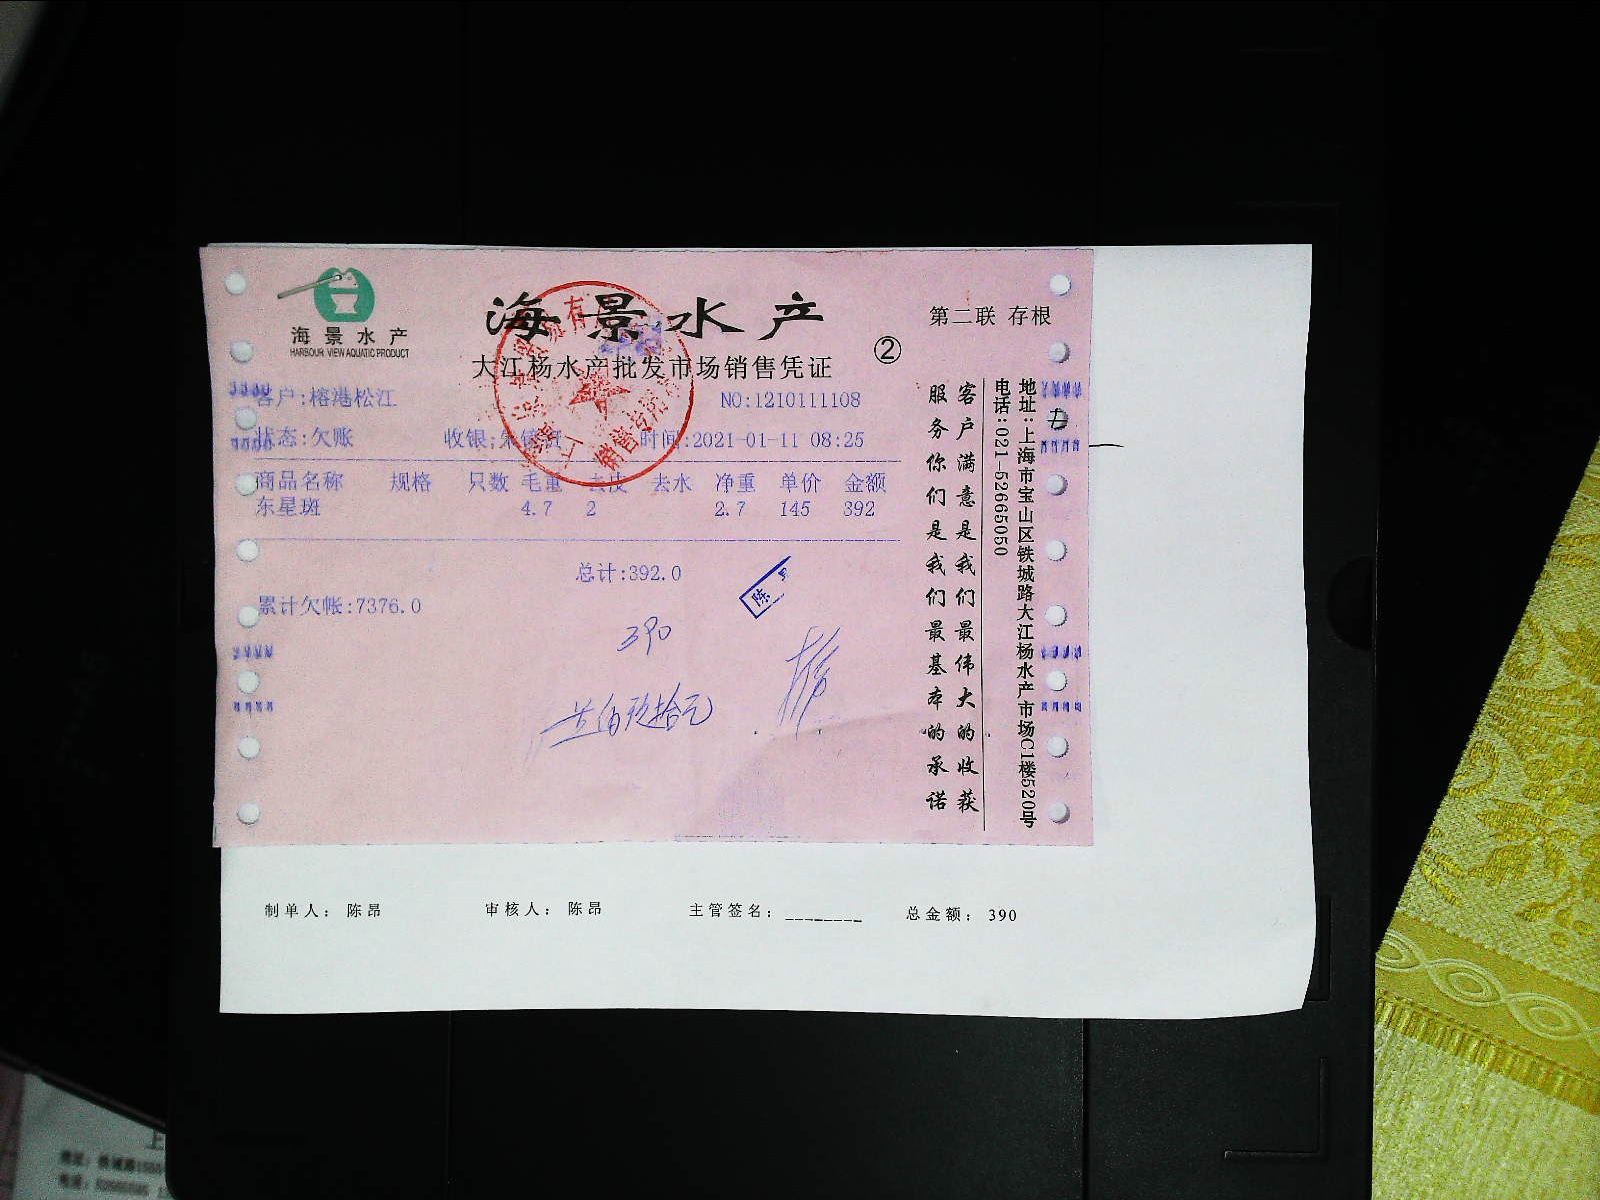 海景水产
HARBOUR VIEW AQUATIC PRODUCT
海景水产
大江杨水产批发市场销售凭证
②
第二联 存根
客户:榕港松江
NO:1210111108
状态:欠账
收银:朱
时间:2021-01-11 08:25
商品名称 规格 只数 毛重 去皮 去水 净重 单价 金额
东星斑 4.7 2 2.7 145 392
总计:392.0
累计欠帐:7376.0
陈
390
叁佰玖拾元
客户满意是我们最伟大的收获
服务你们是我们最基本的承诺
地址:上海市宝山区铁城路大江杨水产市场C1楼520号
电话:021-52665050
制单人: 陈昂
审核人: 陈昂
主管签名: ________
总金额: 390